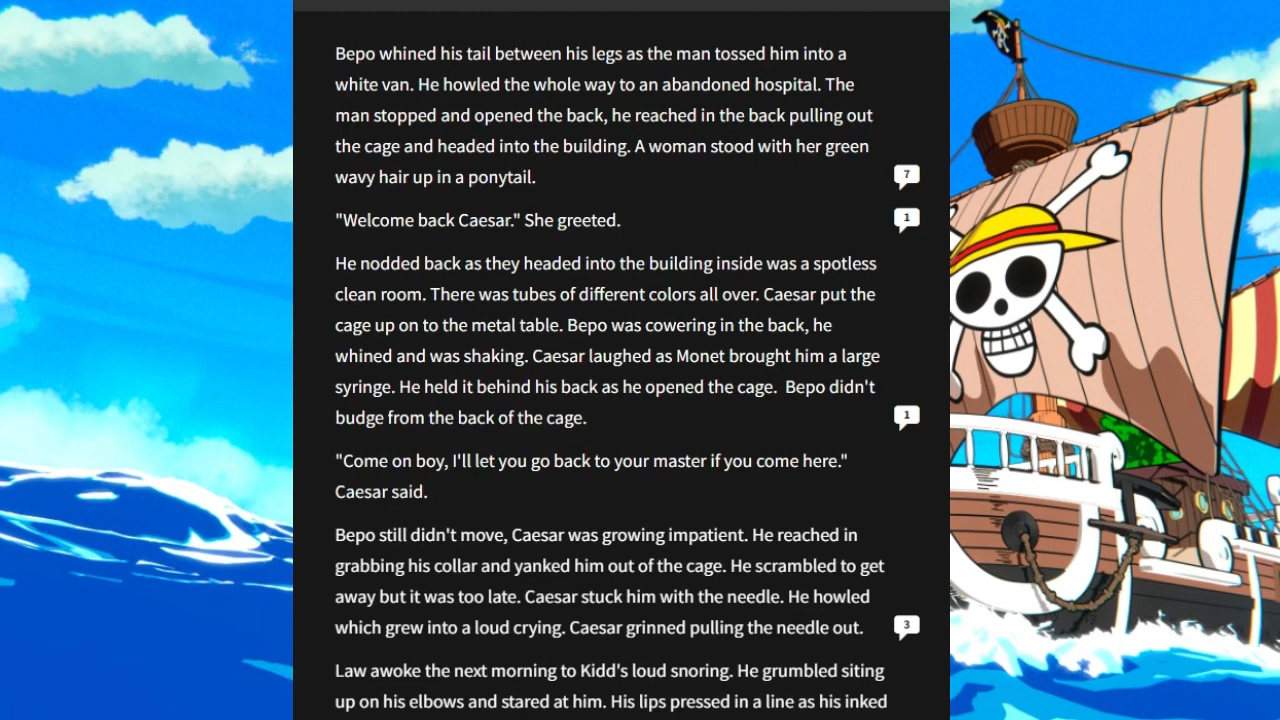 Bepo whined his tail between his legs as the man tossed him into a
white van. He howled the whole way to an abandoned hospital. The
man stopped and opened the back, he reached in the back pulling out
the cage and headed into the building. A woman stood with her green
wavy hair up in a ponytail.
7
"Welcome back Caesar." She greeted.
1
He nodded back as they headed into the building inside was a spotless
clean room. There was tubes of different colors all over. Caesar put the
cage up on to the metal table. Bepo was cowering in the back, he
whined and was shaking. Caesar laughed as Monet brought him a large
syringe. He held it behind his back as he opened the cage.  Bepo didn't
budge from the back of the cage.
1
"Come on boy, I'll let you go back to your master if you come here."
Caesar said.
Bepo still didn't move, Caesar was growing impatient. He reached in
grabbing his collar and yanked him out of the cage. He scrambled to get
away but it was too late. Caesar stuck him with the needle. He howled
which grew into a loud crying. Caesar grinned pulling the needle out.
3
Law awoke the next morning to Kidd's loud snoring. He grumbled siting
up on his elbows and stared at him. His lips pressed in a line as his inked